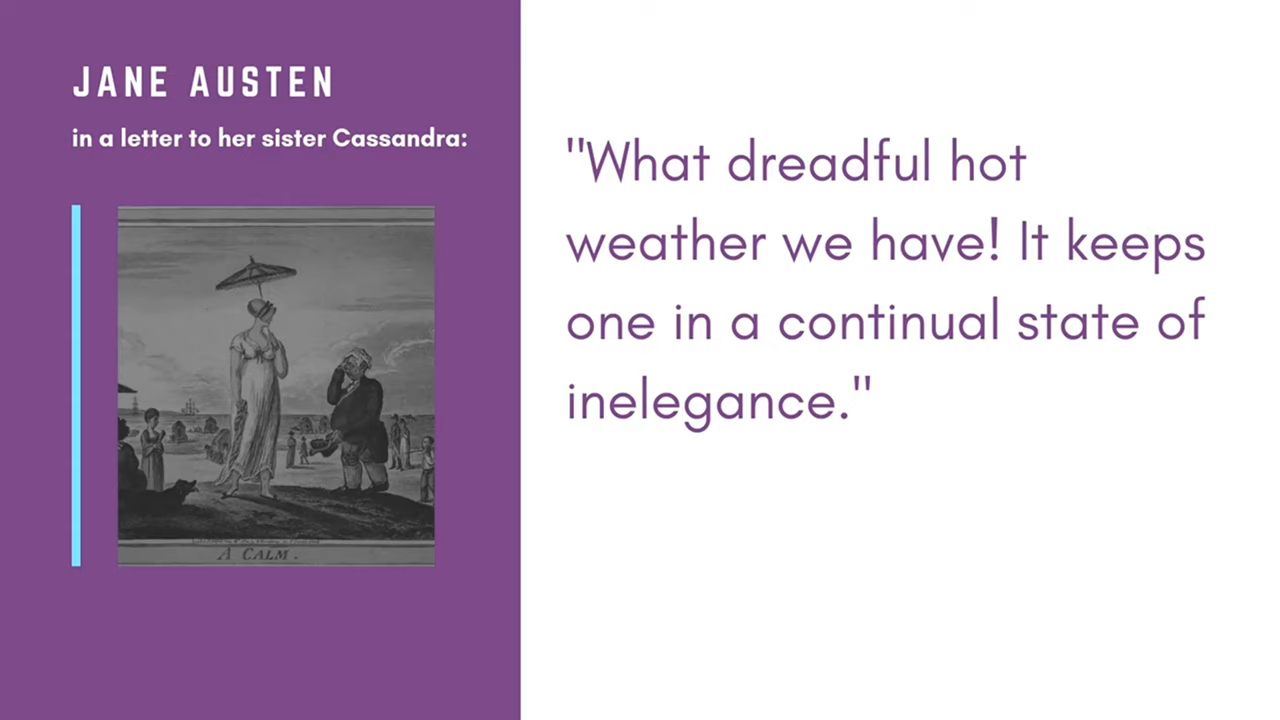 JANE AUSTEN
in a letter to her sister Cassandra:
"What dreadful hot
weather we have! It keeps
one in a continual state of
inelegance."
A CALM.